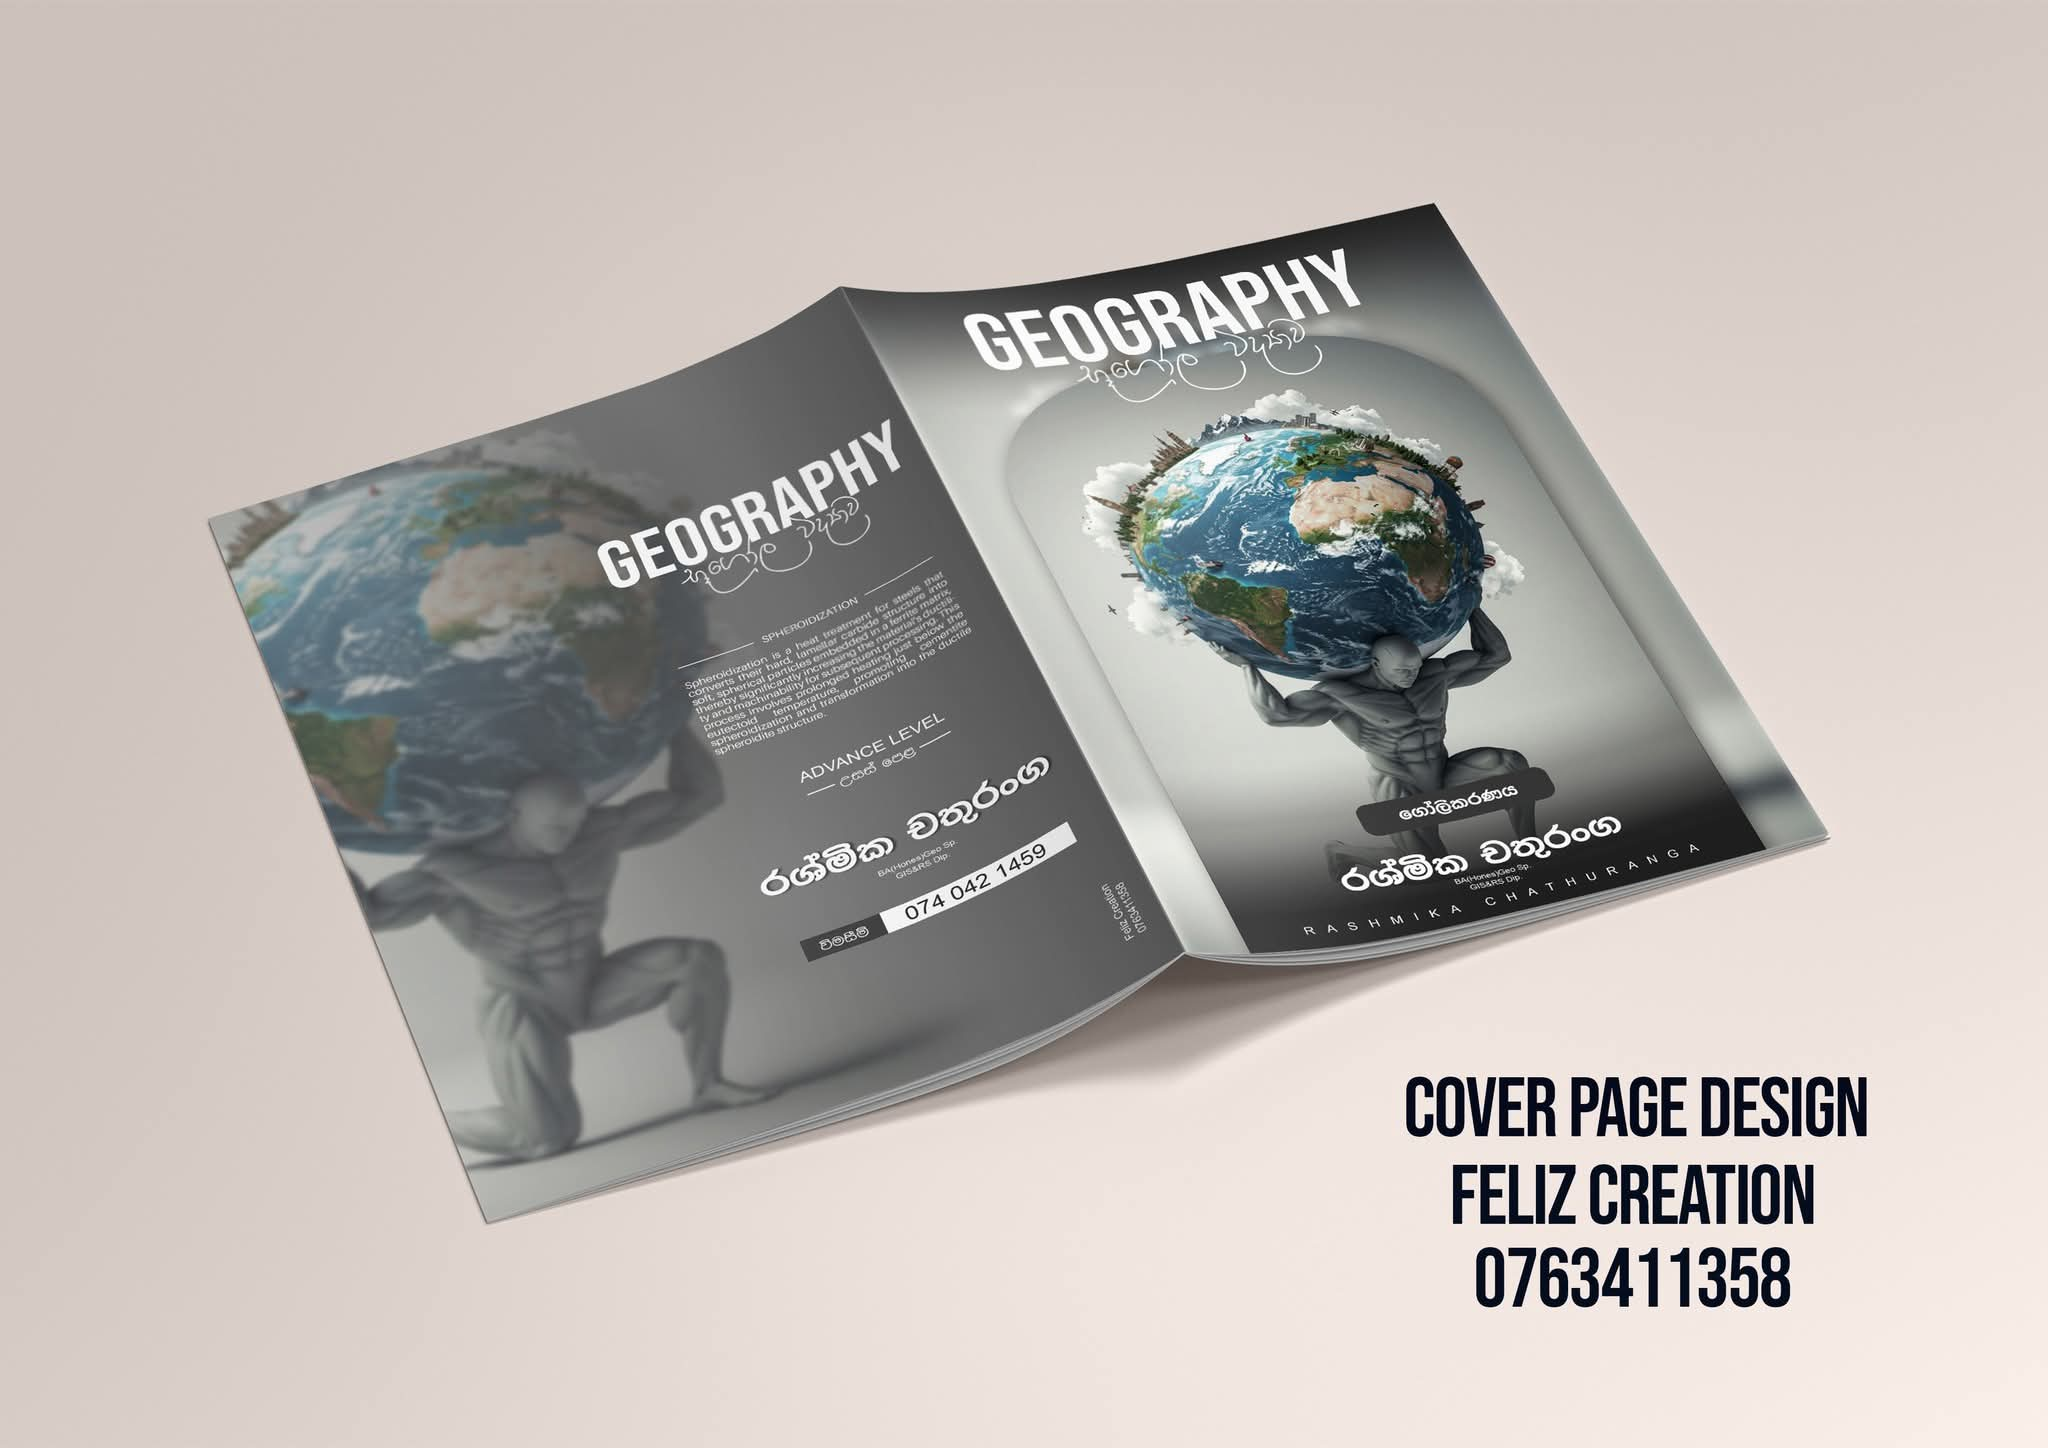 GEOGRAPHY
භූගෝල විද්‍යාව
SPHEROIDIZATION
Spheroidization is a heat treatment for steels that
converts their hard, lamellar carbide structure into
soft, spherical particles embedded in a ferrite matrix,
thereby significantly increasing the material's ductili-
ty and machinability for subsequent processing. This
process involves prolonged heating just below the
eutectoid temperature, promoting cementite
spheroidization and transformation into the ductile
spheroidite structure.
ADVANCE LEVEL
උසස් පෙළ
රශ්මික චතුරංග
BA(Hones)Geo Sp.
GIS&RS Dip.
විමසීම් 074 042 1459
Feliz Creation
0763411358
GEOGRAPHY
භූගෝල විද්‍යාව
ගෝලිකරණය
රශ්මික චතුරංග
BA(Hones)Geo Sp.
GIS&RS Dip.
RASHMIKA CHATHURANGA
COVER PAGE DESIGN
FELIZ CREATION
0763411358